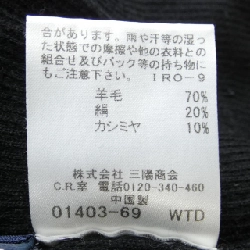 合があります。雨や汗等の湿っ
た状態での摩擦や他の衣料との
組合せ及びバック等の持ち物に
もご注意下さい。 IRO-9
羊毛 70%
絹 20%
カシミヤ 10%
株式会社 三陽商会
C.R.室 電話0120-340-460
中国製
01403-69 WTD